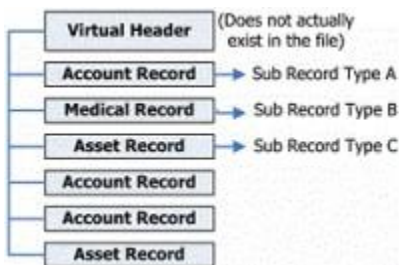 Virtual Header (Does not actually
exist in the file)
Account Record Sub Record Type A
Medical Record Sub Record Type B
Asset Record Sub Record Type C
Account Record
Account Record
Asset Record